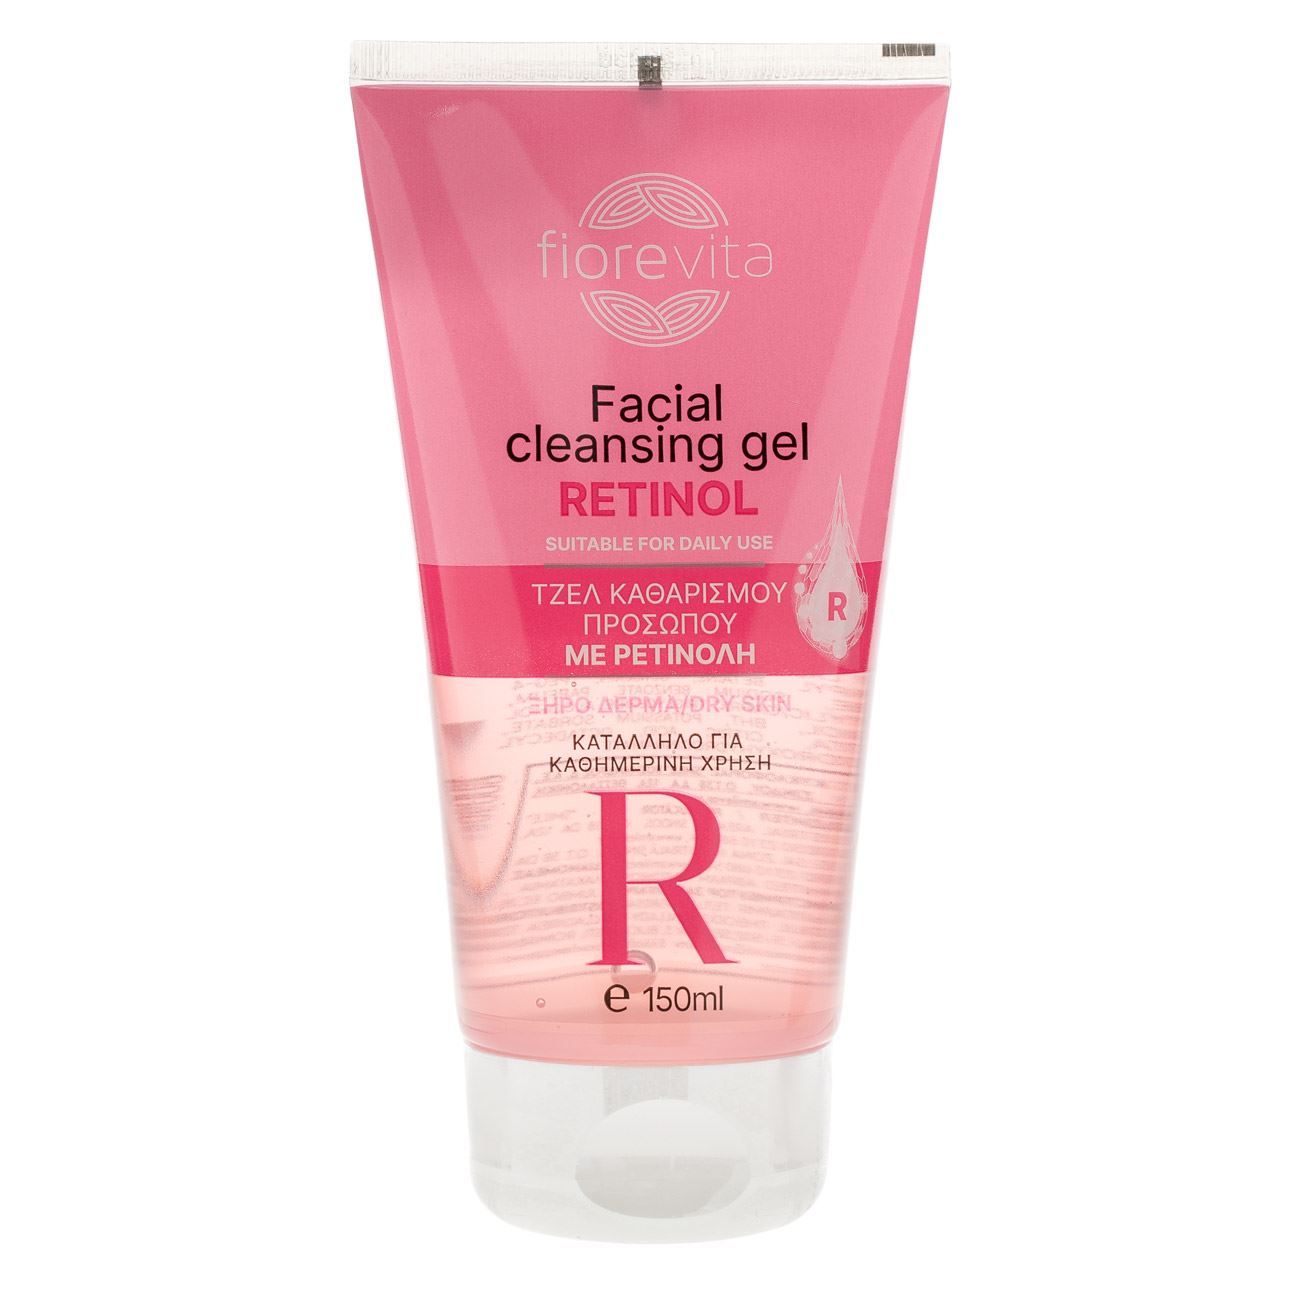 fiorevita
Facial
cleansing gel
RETINOL
SUITABLE FOR DAILY USE
ΤΖΕΛ ΚΑΘΑΡΙΣΜΟΥ
ΠΡΟΣΩΠΟΥ
ΜΕ ΡΕΤΙΝΟΛΗ
R
ΞΗΡΟ ΔΕΡΜΑ/DRY SKIN
ΚΑΤΑΛΛΗΛΟ ΓΙΑ
ΚΑΘΗΜΕΡΙΝΗ ΧΡΗΣΗ
R
e 150ml